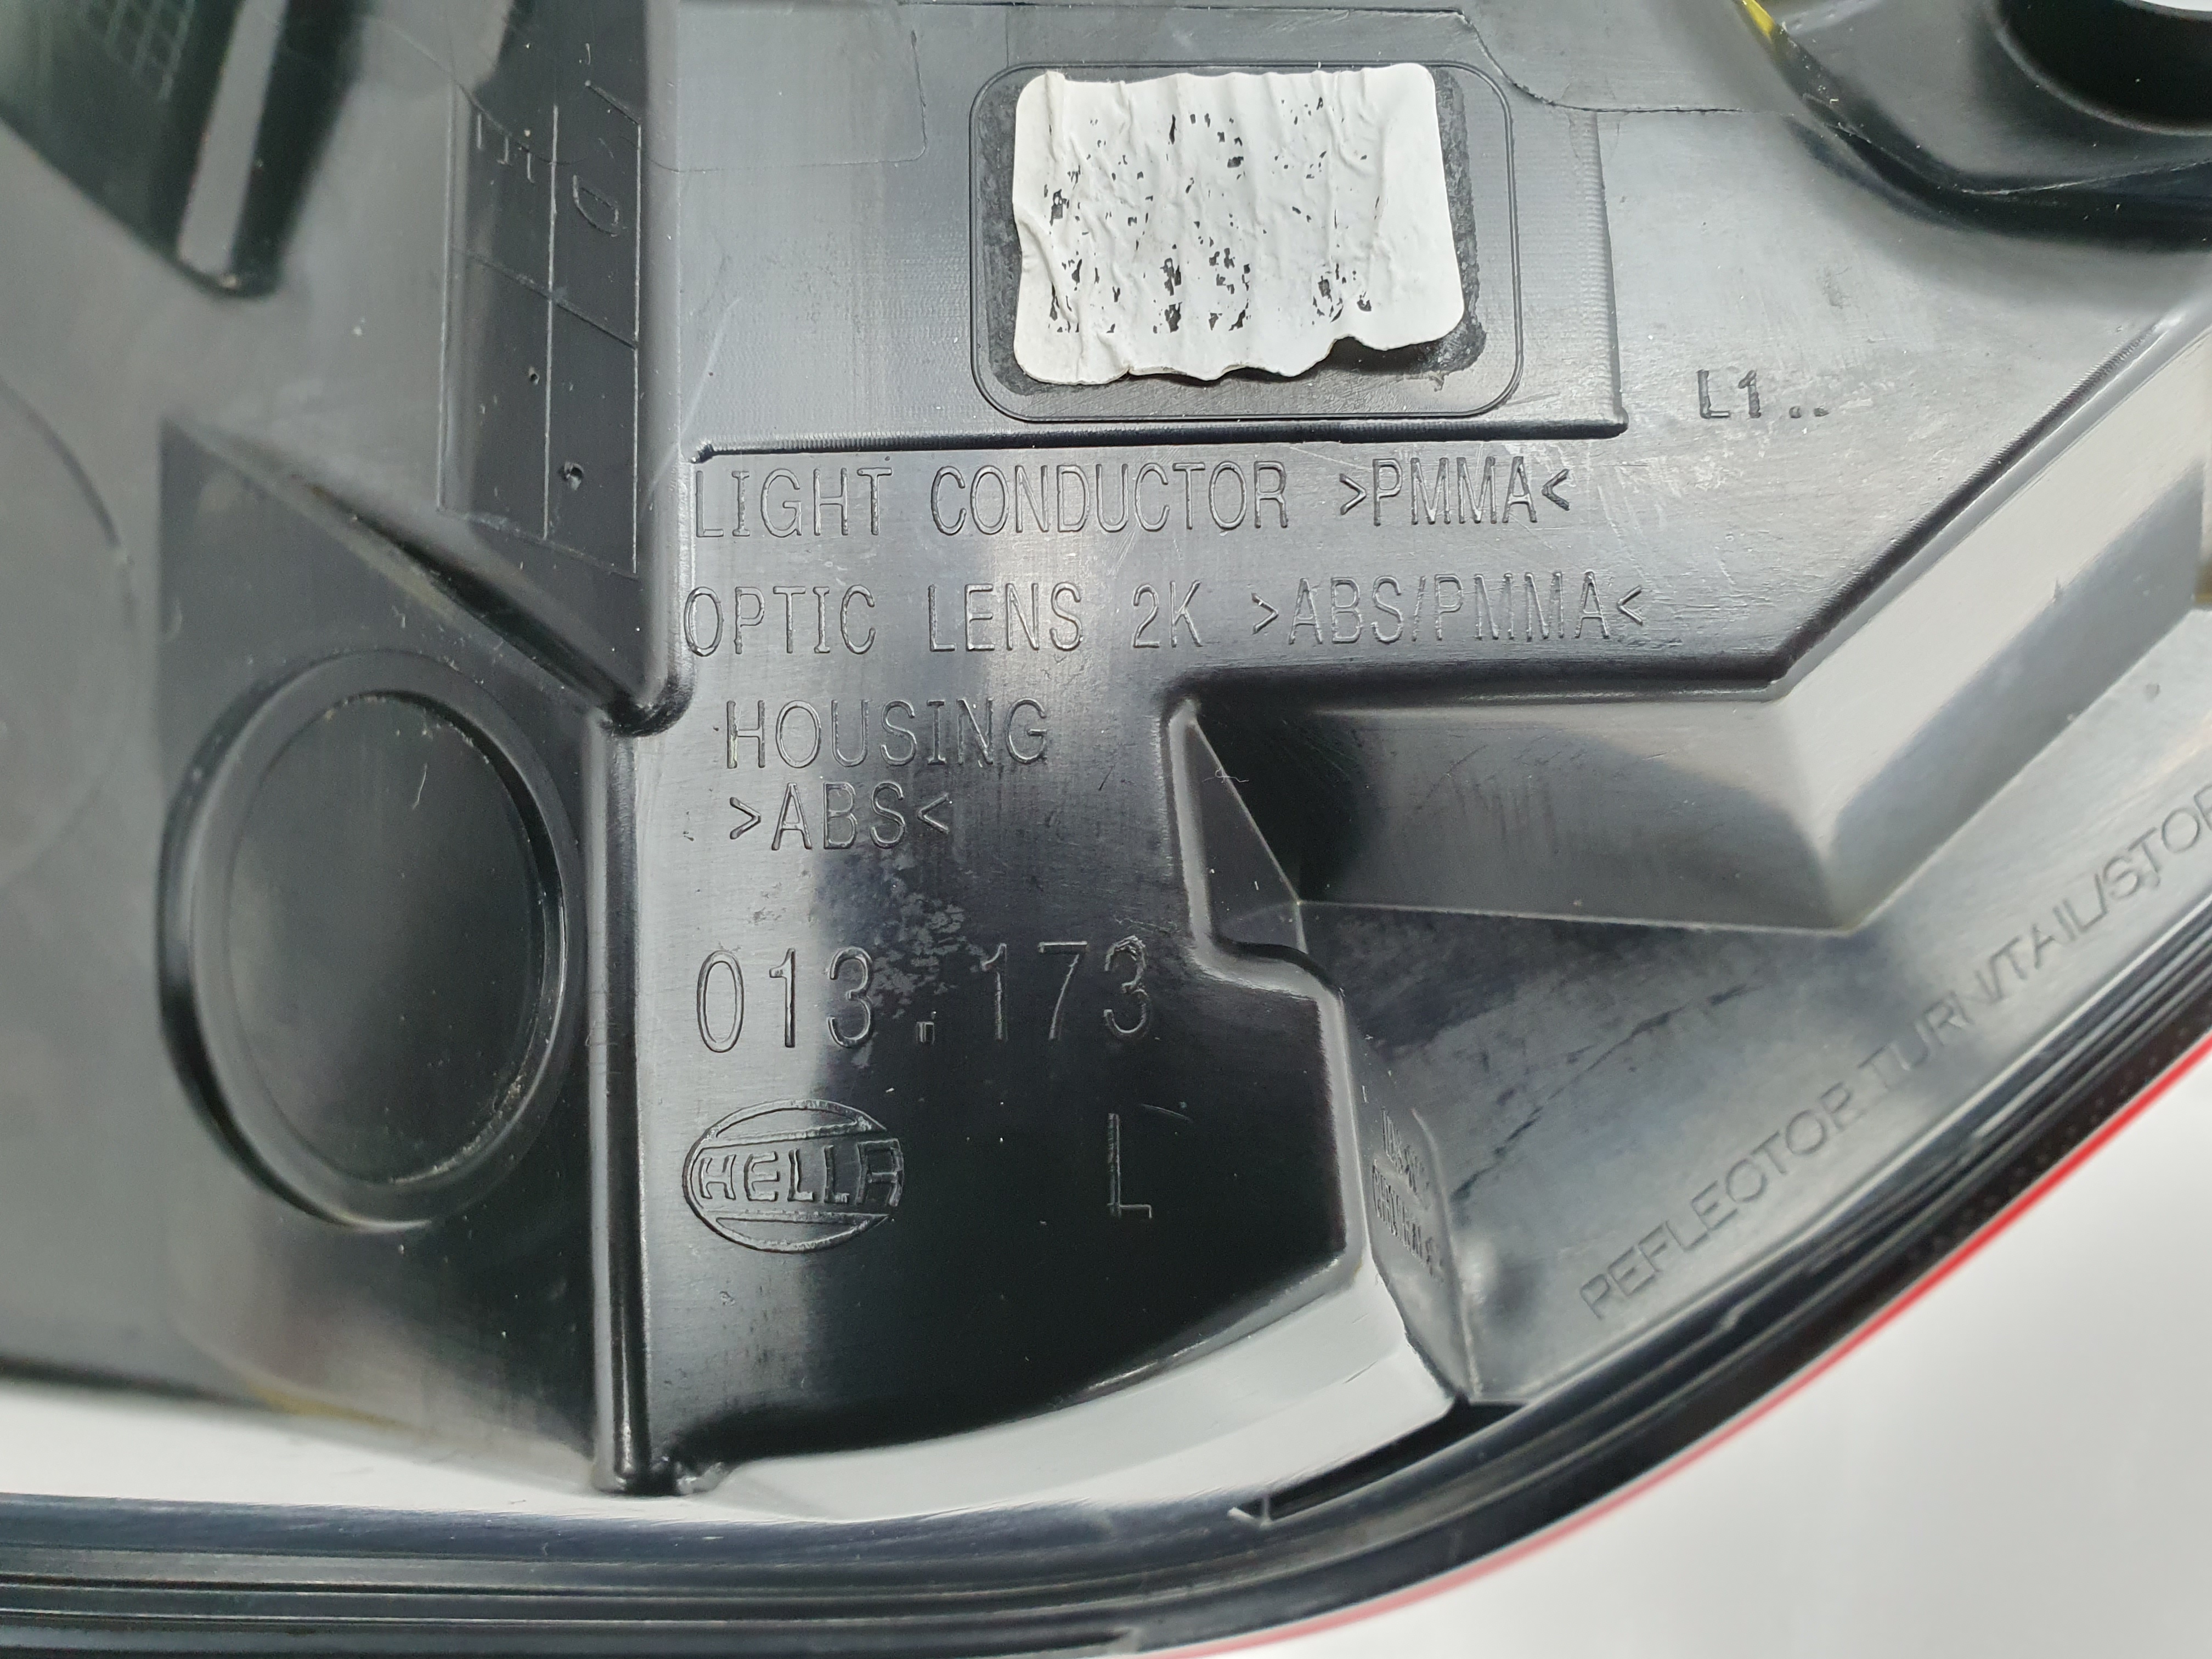 D
L1..
LIGHT CONDUCTOR >PMMA<
OPTIC LENS 2K >ABS/PMMA<
HOUSING
>ABS<
013.173
HELLA
L
REFLECTOR TURN/TAIL/STOP